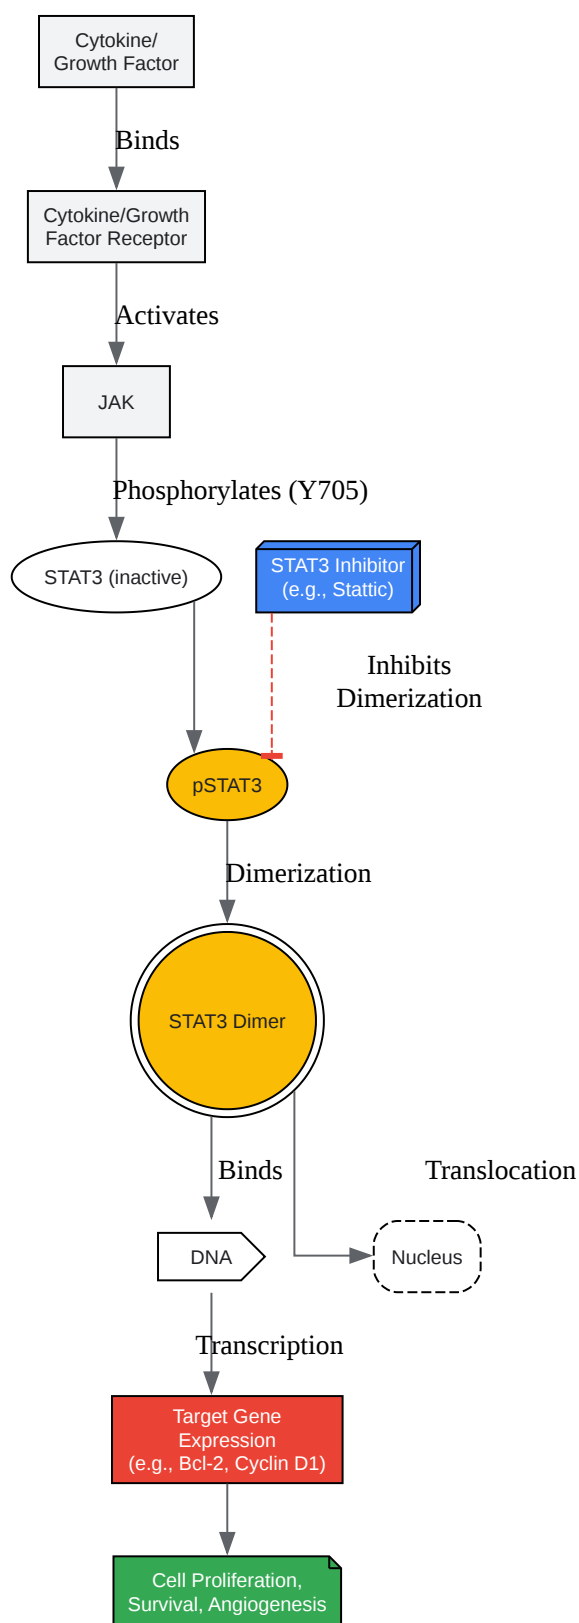 Cytokine/
Growth Factor
Binds
Cytokine/Growth
Factor Receptor
Activates
JAK
Phosphorylates (Y705)
STAT3 (inactive)
STAT3 Inhibitor
(e.g., Stattic)
Inhibits
Dimerization
pSTAT3
Dimerization
STAT3 Dimer
Binds
Translocation
DNA
Nucleus
Transcription
Target Gene
Expression
(e.g., Bcl-2, Cyclin D1)
Cell Proliferation,
Survival, Angiogenesis